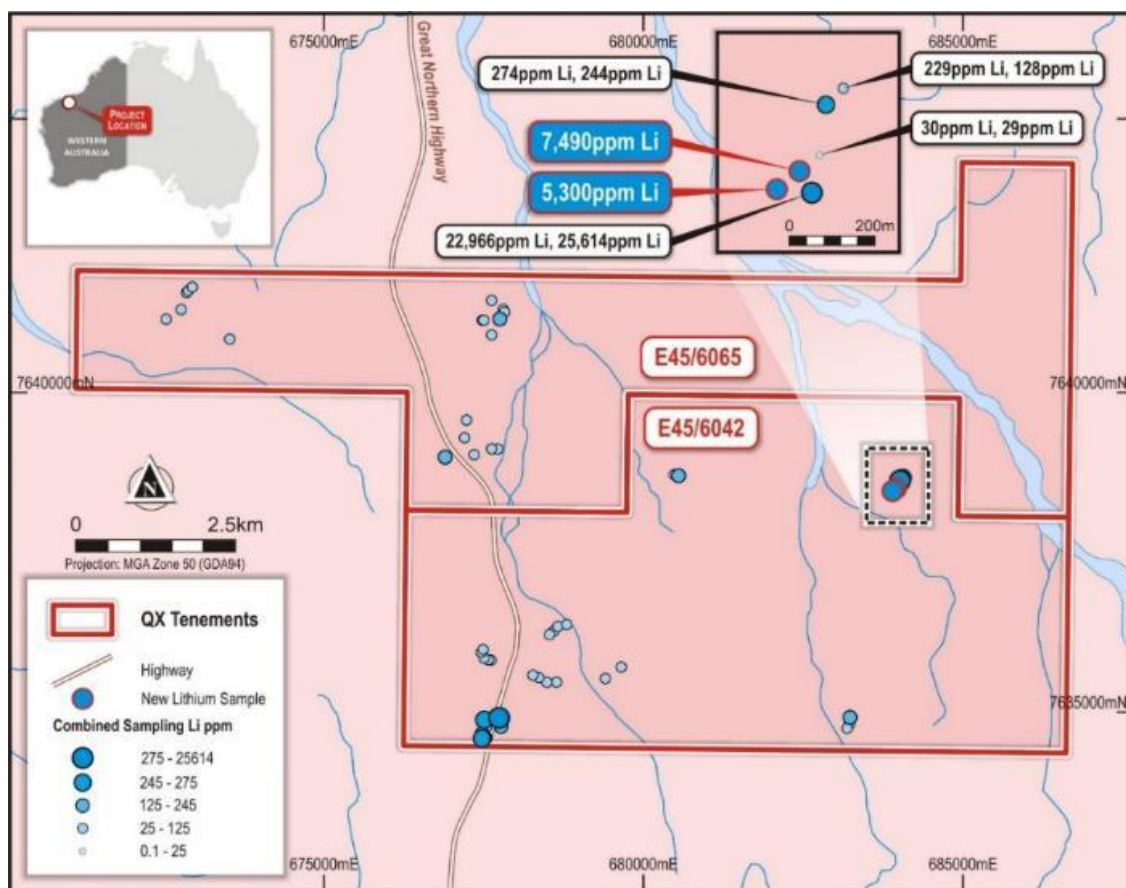 675000mE
680000mE
685000mE
Great Northern Highway
PROJECT
LOCATION
WESTERN
AUSTRALIA
274ppm Li, 244ppm Li
229ppm Li, 128ppm Li
30ppm Li, 29ppm Li
7,490ppm Li
5,300ppm Li
22,966ppm Li, 25,614ppm Li
0
200m
E45/6065
7640000mN
7640000mN
E45/6042
N
0
2.5km
Projection: MGA Zone 50 (GDA94)
QX Tenements
Highway
New Lithium Sample
Combined Sampling Li ppm
275 - 25614
245 - 275
125 - 245
25 - 125
0.1 - 25
7635000mN
675000mE
680000mE
685000mE